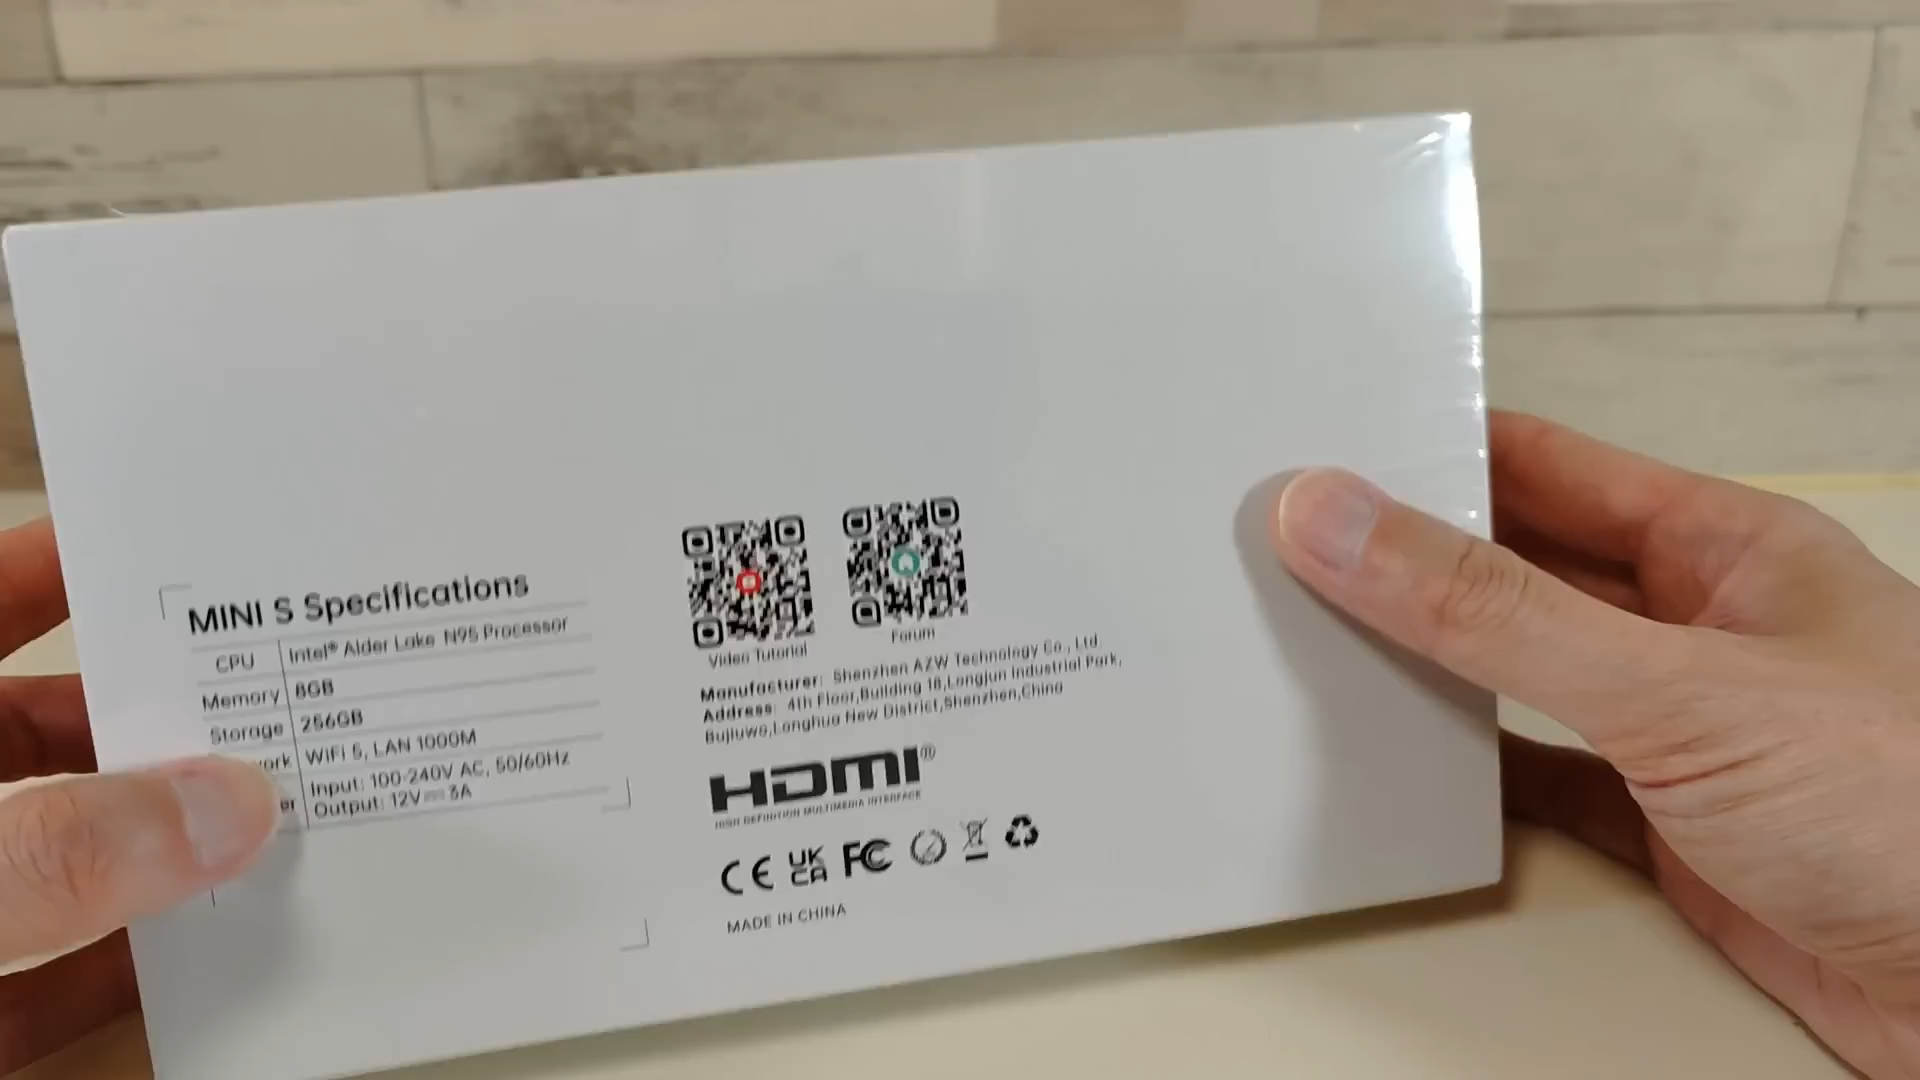 MINI S Specifications
CPU Intel® Alder Lake N95 Processor
Memory 8GB
Storage 256GB
ork WiFi 5, LAN 1000M
er Input: 100-240V AC, 50/60Hz
Output: 12V⎓3A
Video Tutorial
Forum
Manufacturer: Shenzhen AZW Technology Co., Ltd.
Address: 4th Floor,Building 18,Longjun Industrial Park,
Bujiuwo,Longhua New District,Shenzhen,China
HDMI®
HIGH DEFINITION MULTIMEDIA INTERFACE
CE UK CA FC
MADE IN CHINA